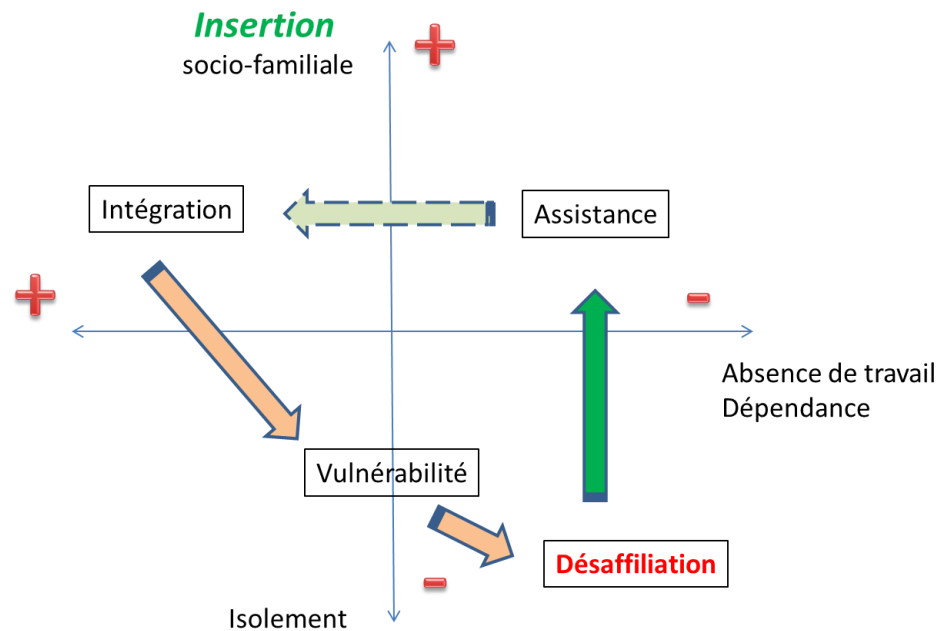 Insertion
socio-familiale
Intégration
Assistance
Absence de travail
Dépendance
Vulnérabilité
Désaffiliation
Isolement